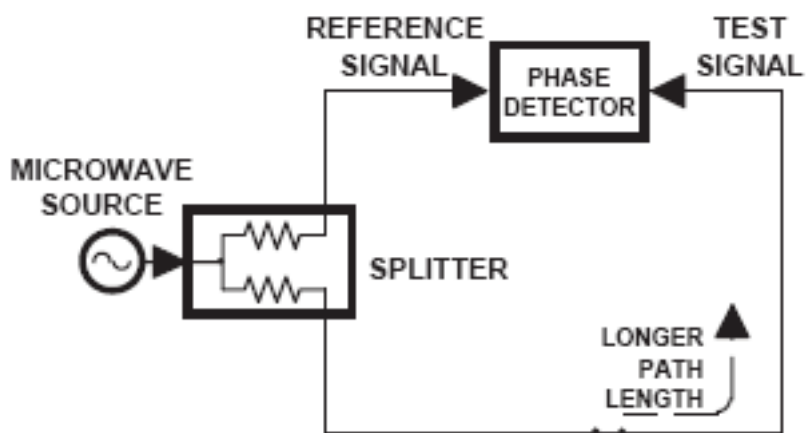 REFERENCE
SIGNAL
PHASE
DETECTOR
TEST
SIGNAL
MICROWAVE
SOURCE
SPLITTER
LONGER
PATH
LENGTH